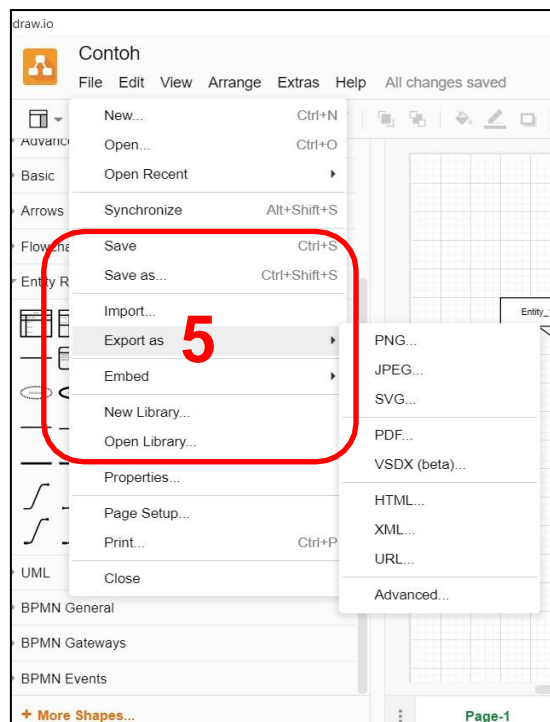 draw.io
Contoh
File Edit View Arrange Extras Help All changes saved
New... Ctrl+N
Open... Ctrl+O
Open Recent
Synchronize Alt+Shift+S
Save Ctrl+S
Save as... Ctrl+Shift+S
Import...
Export as
5
Embed
New Library...
Open Library...
Properties...
Page Setup...
Print... Ctrl+P
Close
PNG...
JPEG...
SVG...
PDF...
VSDX (beta)...
HTML...
XML...
URL...
Advanced...
Basic
Arrows
Entity R
UML
BPMN General
BPMN Gateways
BPMN Events
+ More Shapes...
Entity_
Page-1